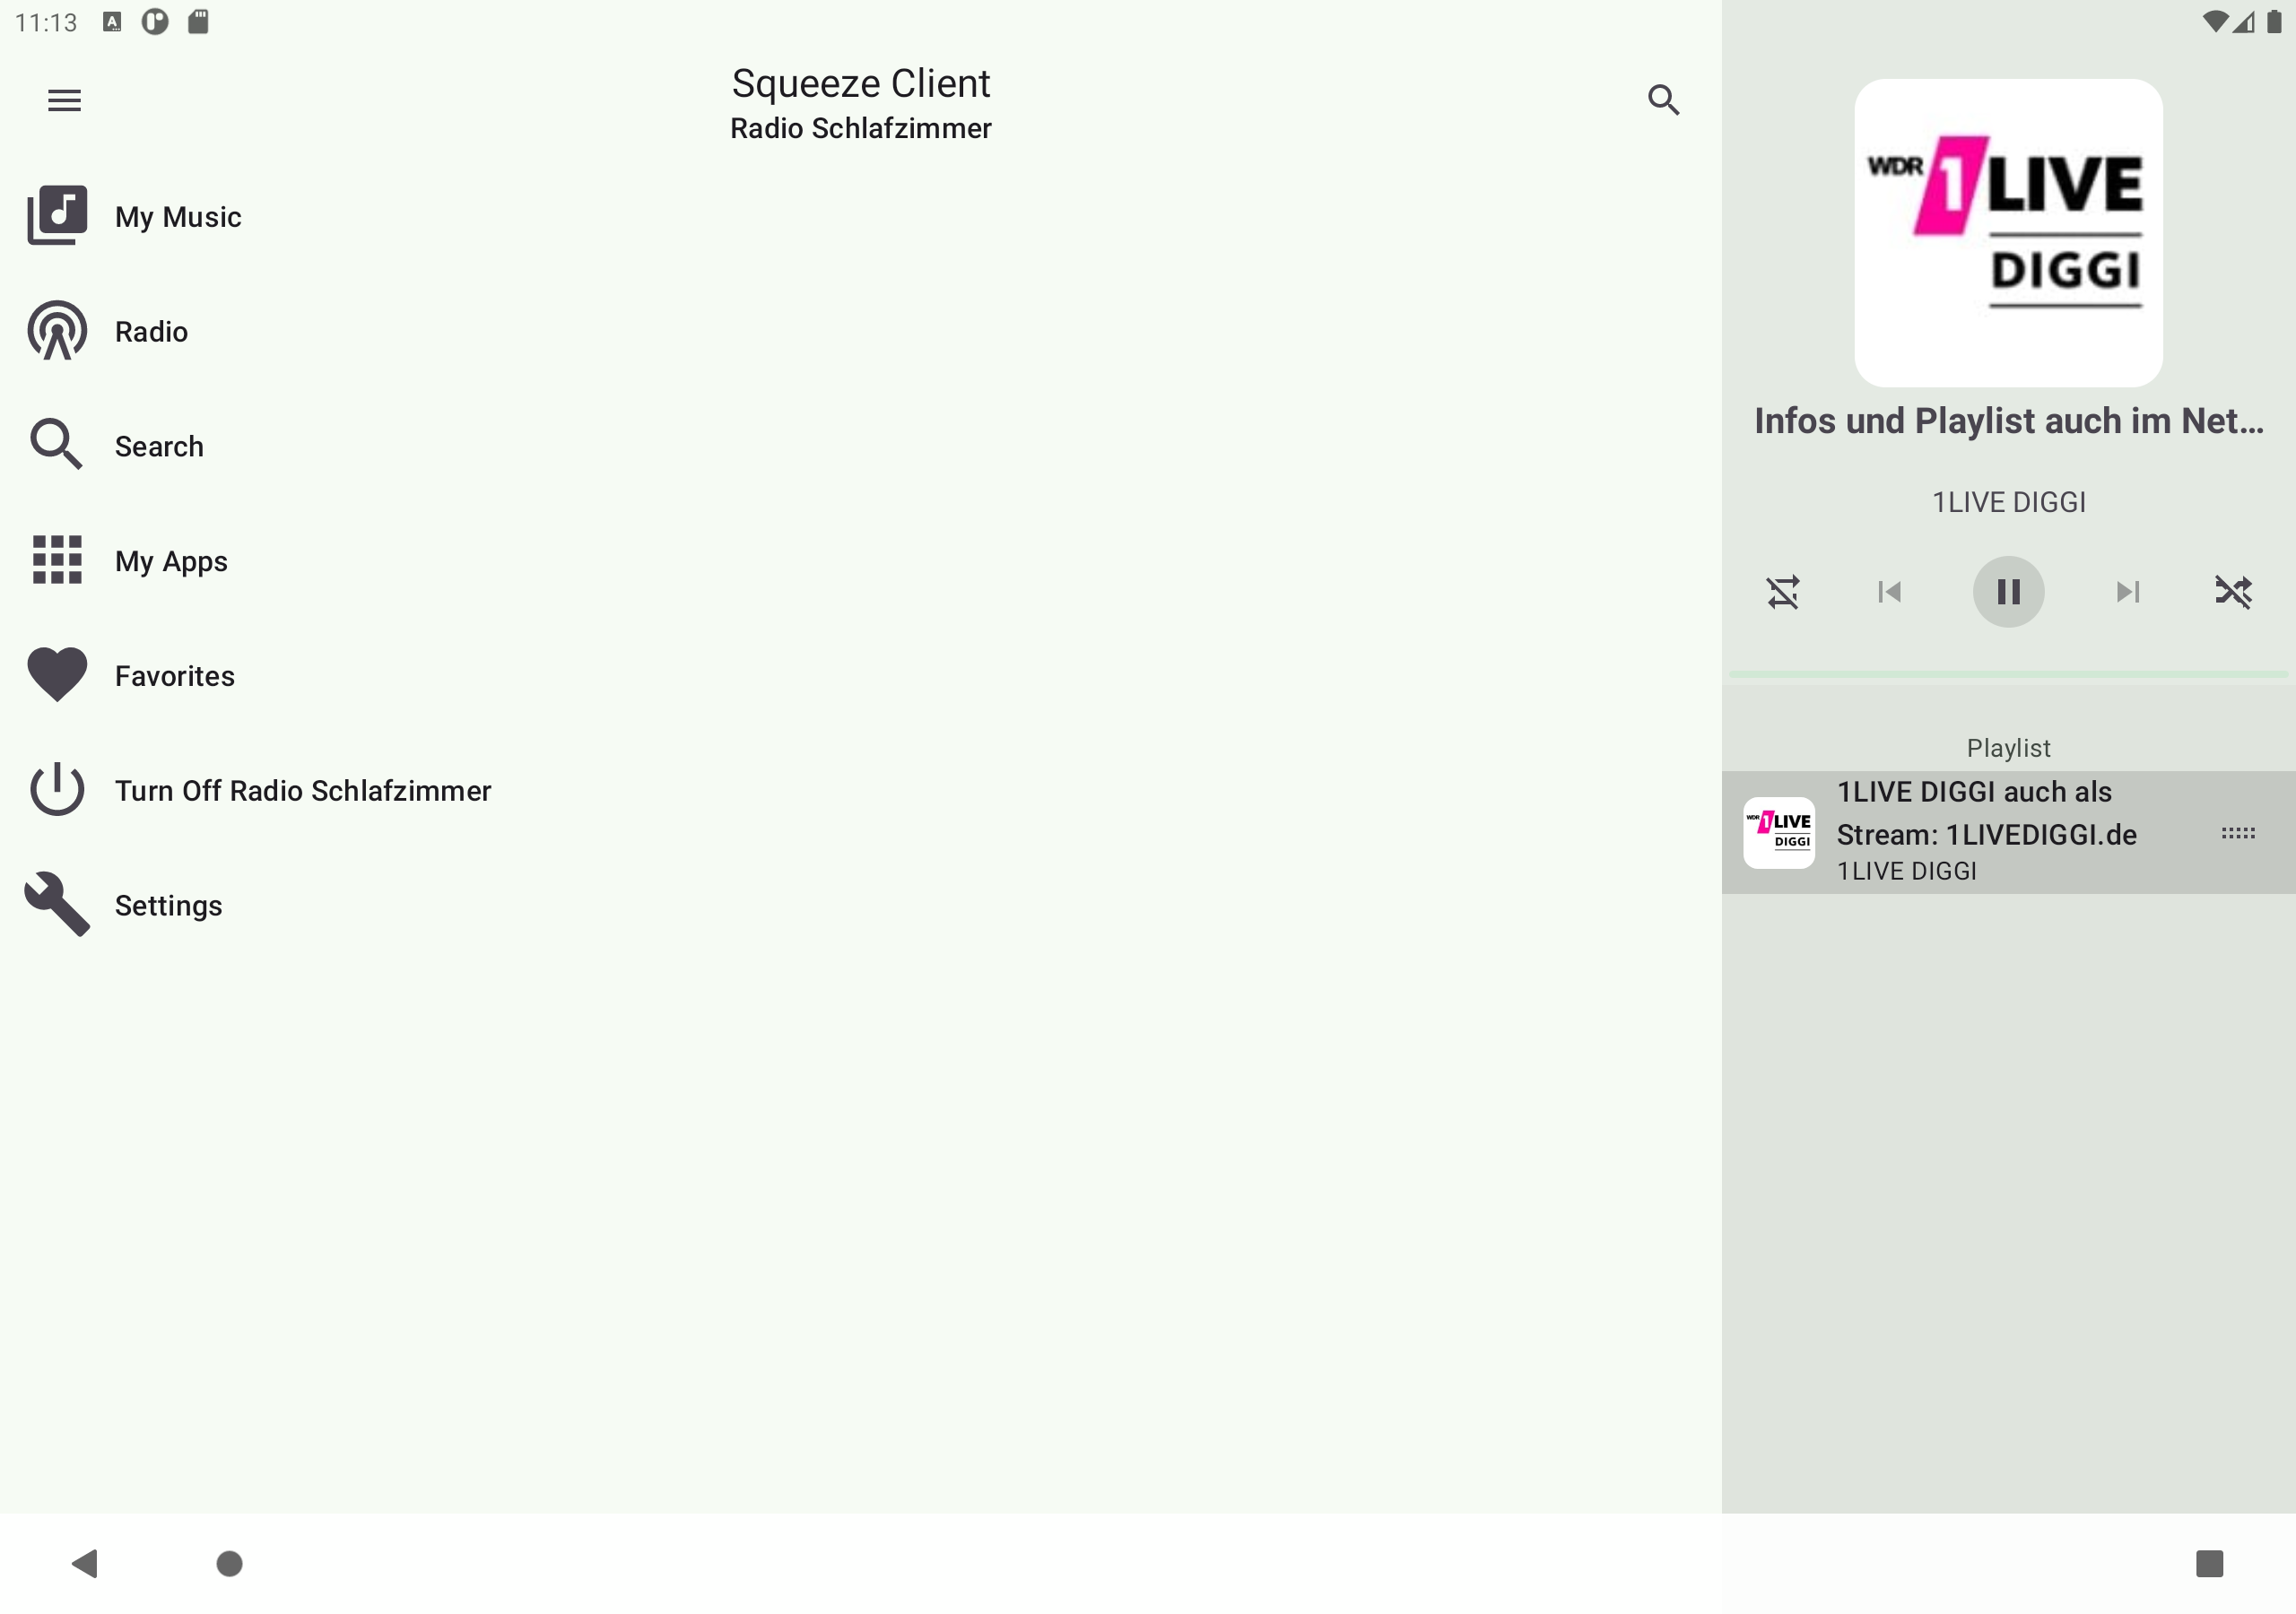 11:13
Squeeze Client
Radio Schlafzimmer
My Music
Radio
Search
My Apps
Favorites
Turn Off Radio Schlafzimmer
Settings
WDR 1LIVE
DIGGI
Infos und Playlist auch im Net…
1LIVE DIGGI
Playlist
WDR 1LIVE
DIGGI
1LIVE DIGGI auch als
Stream: 1LIVEDIGGI.de
1LIVE DIGGI